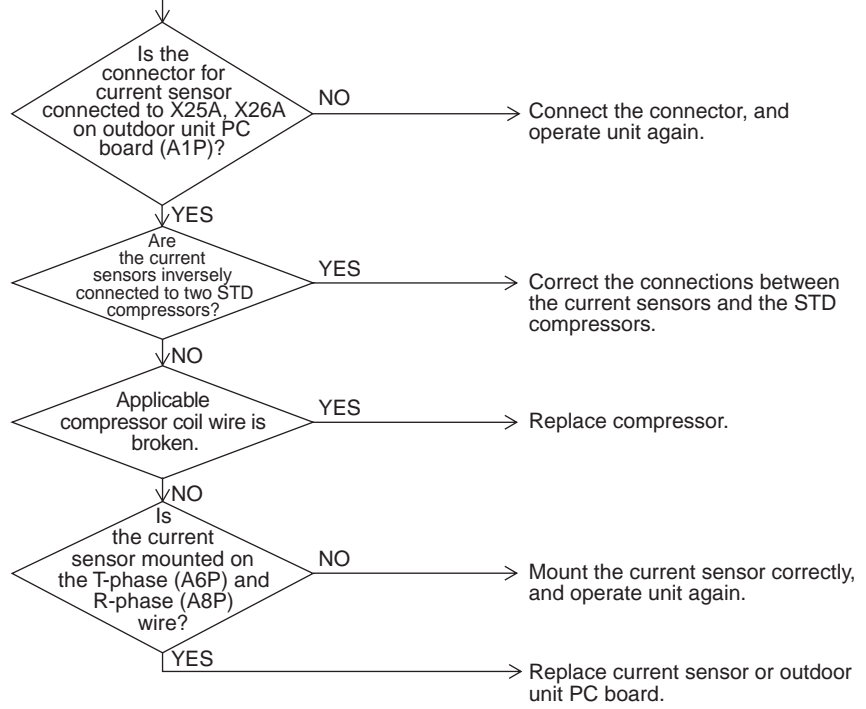 Is the
connector for
current sensor
connected to X25A, X26A
on outdoor unit PC
board (A1P)?
NO
Connect the connector, and
operate unit again.
YES
Are
the current
sensors inversely
connected to two STD
compressors?
YES
Correct the connections between
the current sensors and the STD
compressors.
NO
Applicable
compressor coil wire is
broken.
YES
Replace compressor.
NO
Is
the current
sensor mounted on
the T-phase (A6P) and
R-phase (A8P)
wire?
NO
Mount the current sensor correctly,
and operate unit again.
YES
Replace current sensor or outdoor
unit PC board.